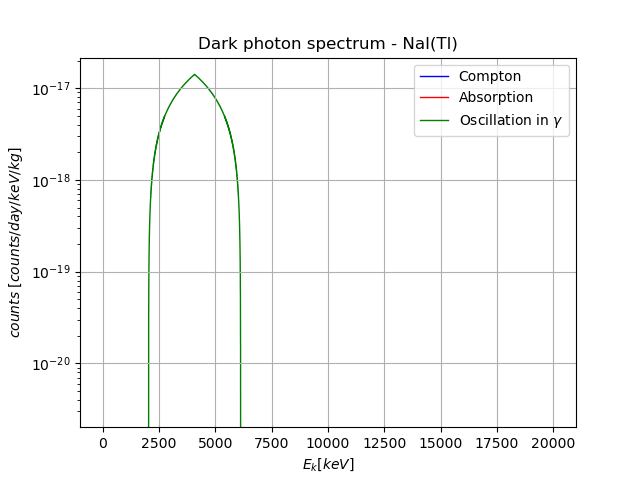 Dark photon spectrum - NaI(Tl)
counts [counts/day/keV/kg]
10⁻¹⁷
10⁻¹⁸
10⁻¹⁹
10⁻²⁰
Compton
Absorption
Oscillation in γ
0 2500 5000 7500 10000 12500 15000 17500 20000
Eₖ[keV]